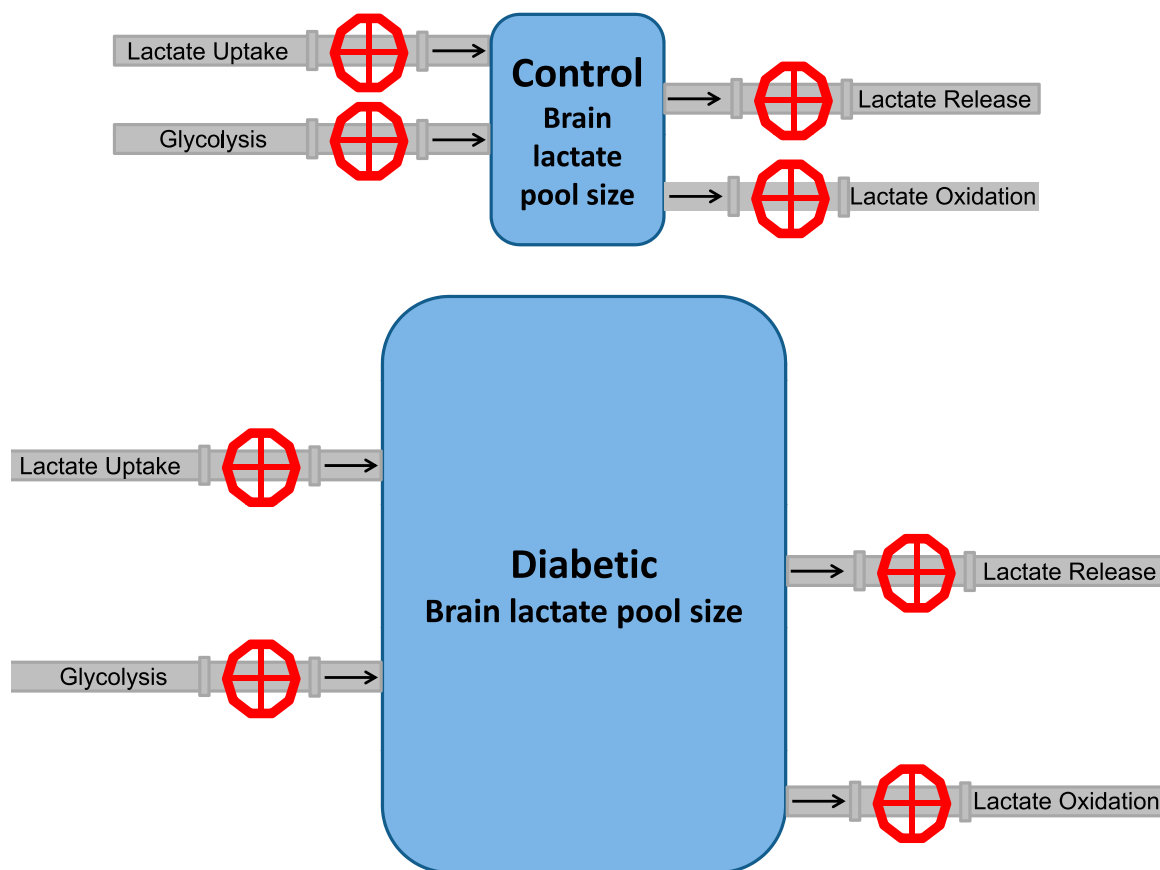 Lactate Uptake
Glycolysis
Control
Brain
lactate
pool size
Lactate Release
Lactate Oxidation
Lactate Uptake
Glycolysis
Diabetic
Brain lactate pool size
Lactate Release
Lactate Oxidation